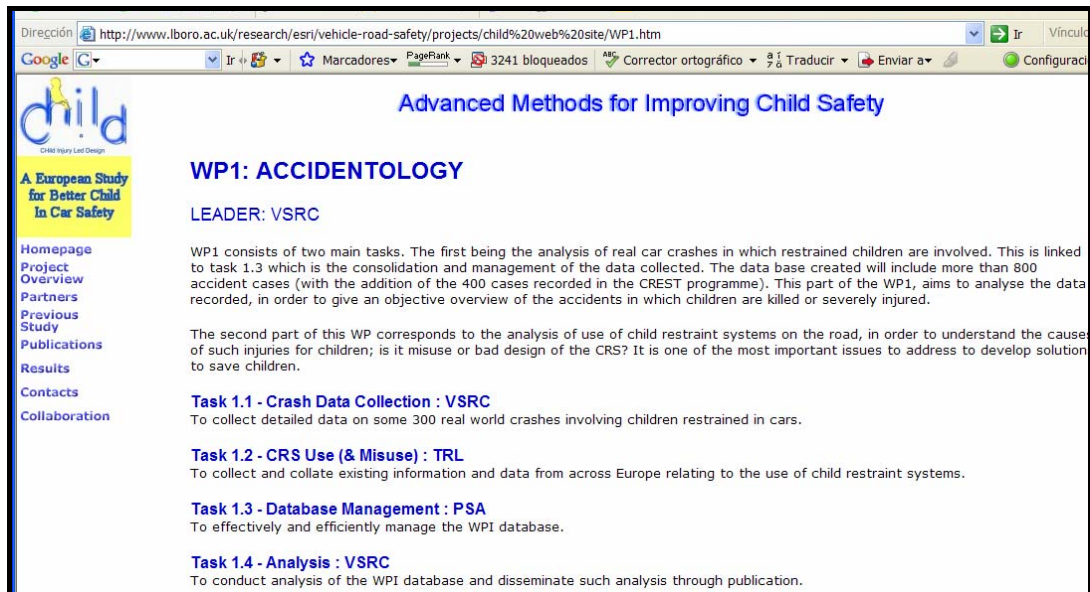 Dirección http://www.lboro.ac.uk/research/esri/vehicle-road-safety/projects/child%20web%20site/WP1.htm Ir Vínculo
Google G Ir Marcadores PageRank 3241 bloqueados ABC Corrector ortográfico Traducir Enviar a Configuraci
child
CHild Injury Led Design
Advanced Methods for Improving Child Safety
A European Study
for Better Child
In Car Safety
Homepage
Project
Overview
Partners
Previous
Study
Publications
Results
Contacts
Collaboration
WP1: ACCIDENTOLOGY
LEADER: VSRC
WP1 consists of two main tasks. The first being the analysis of real car crashes in which restrained children are involved. This is linked
to task 1.3 which is the consolidation and management of the data collected. The data base created will include more than 800
accident cases (with the addition of the 400 cases recorded in the CREST programme). This part of the WP1, aims to analyse the data
recorded, in order to give an objective overview of the accidents in which children are killed or severely injured.
The second part of this WP corresponds to the analysis of use of child restraint systems on the road, in order to understand the cause
of such injuries for children; is it misuse or bad design of the CRS? It is one of the most important issues to address to develop solution
to save children.
Task 1.1 - Crash Data Collection : VSRC
To collect detailed data on some 300 real world crashes involving children restrained in cars.
Task 1.2 - CRS Use (& Misuse) : TRL
To collect and collate existing information and data from across Europe relating to the use of child restraint systems.
Task 1.3 - Database Management : PSA
To effectively and efficiently manage the WPI database.
Task 1.4 - Analysis : VSRC
To conduct analysis of the WPI database and disseminate such analysis through publication.